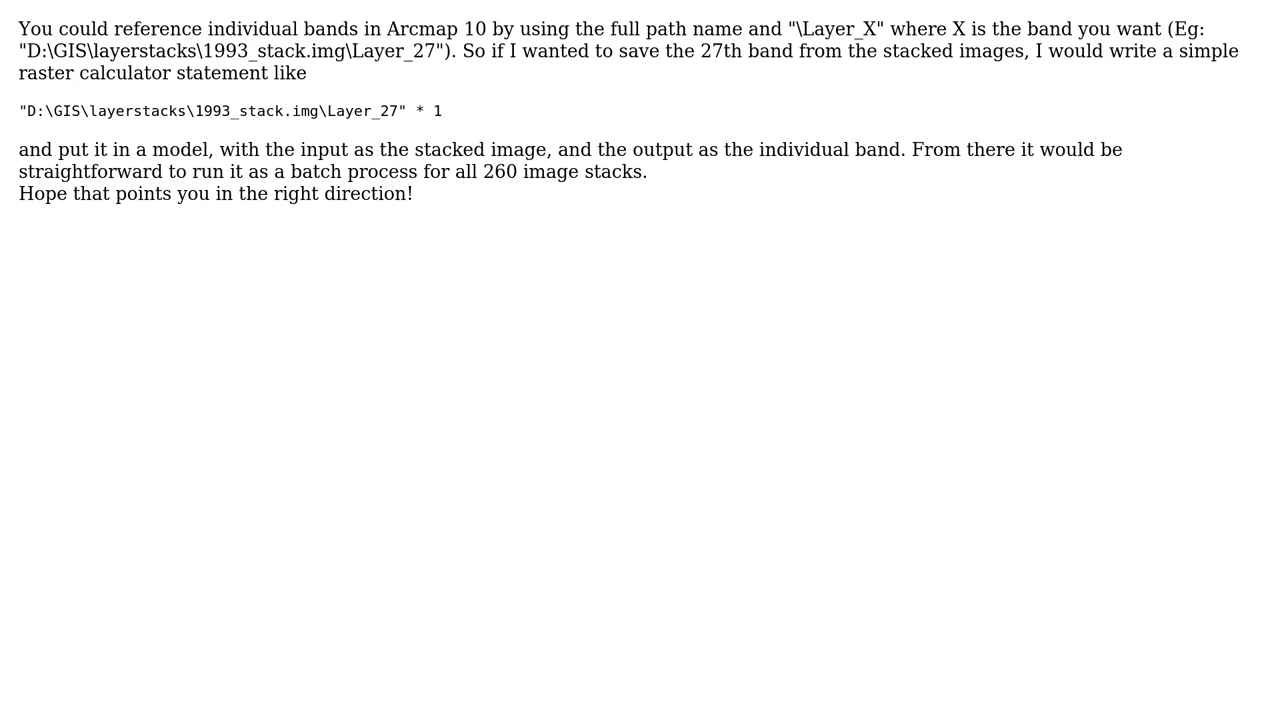 You could reference individual bands in Arcmap 10 by using the full path name and "\Layer_X" where X is the band you want (Eg:
"D:\GIS\layerstacks\1993_stack.img\Layer_27"). So if I wanted to save the 27th band from the stacked images, I would write a simple
raster calculator statement like
"D:\GIS\layerstacks\1993_stack.img\Layer_27" * 1
and put it in a model, with the input as the stacked image, and the output as the individual band. From there it would be
straightforward to run it as a batch process for all 260 image stacks.
Hope that points you in the right direction!